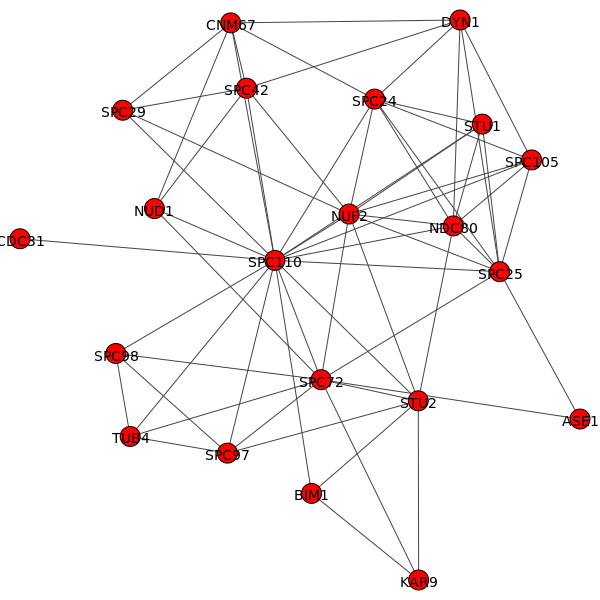 CNM67
DYN1
SPC42
SPC24
SPC29
STU1
SPC105
NUD1
NUF2
NDC80
CDC31
SPC110
SPC25
SPC98
SPC72
STU2
ASE1
TUB4
SPC97
BIM1
KAR9